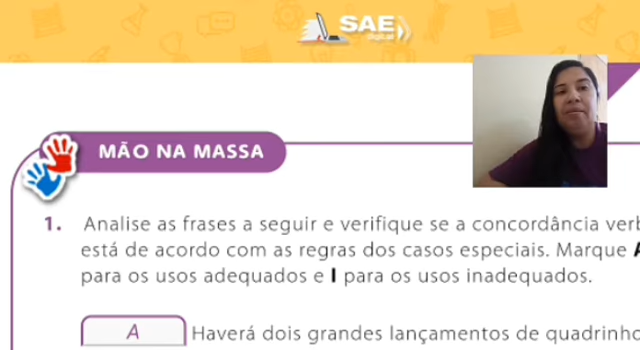 SAE
digital
MÃO NA MASSA
1. Analise as frases a seguir e verifique se a concordância
está de acordo com as regras dos casos especiais. Marque A
para os usos adequados e I para os usos inadequados.
A Haverá dois grandes lançamentos de